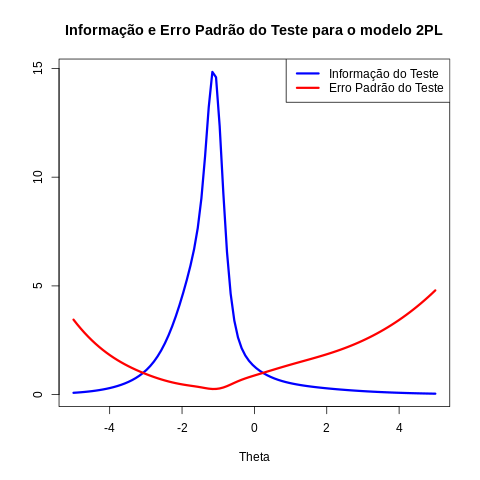 Informação e Erro Padrão do Teste para o modelo 2PL
Informação do Teste
Erro Padrão do Teste
15
10
5
0
-4 -2 0 2 4
Theta